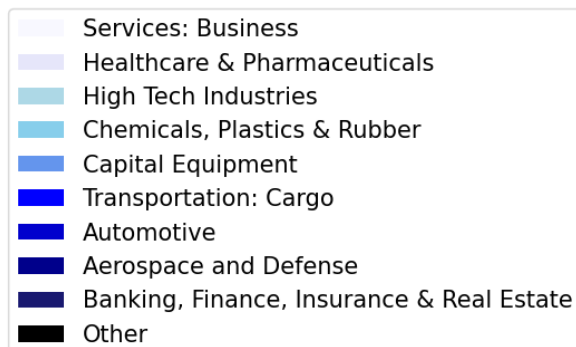 Services: Business
Healthcare & Pharmaceuticals
High Tech Industries
Chemicals, Plastics & Rubber
Capital Equipment
Transportation: Cargo
Automotive
Aerospace and Defense
Banking, Finance, Insurance & Real Estate
Other